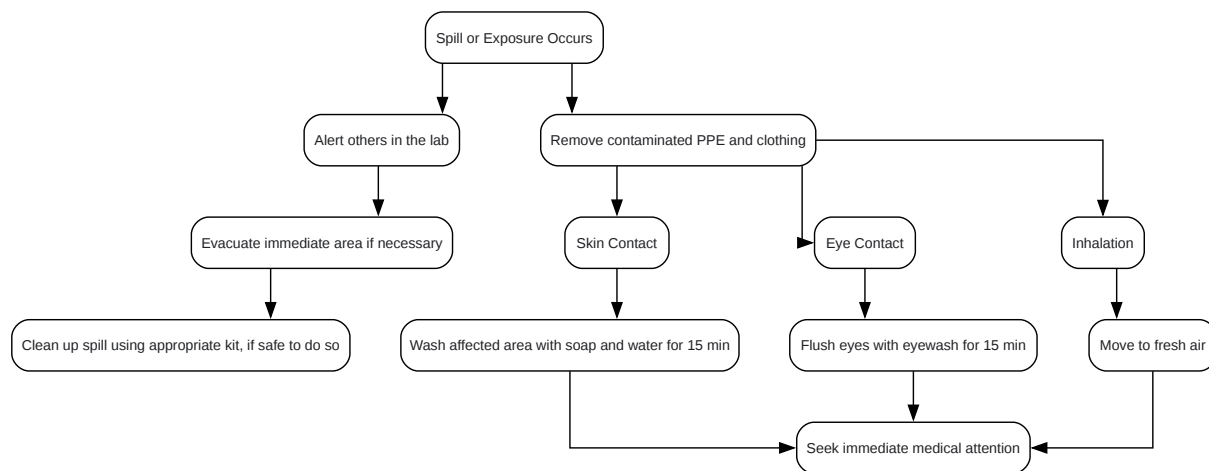 Spill or Exposure Occurs
Alert others in the lab
Remove contaminated PPE and clothing
Evacuate immediate area if necessary
Skin Contact
Eye Contact
Inhalation
Clean up spill using appropriate kit, if safe to do so
Wash affected area with soap and water for 15 min
Flush eyes with eyewash for 15 min
Move to fresh air
Seek immediate medical attention